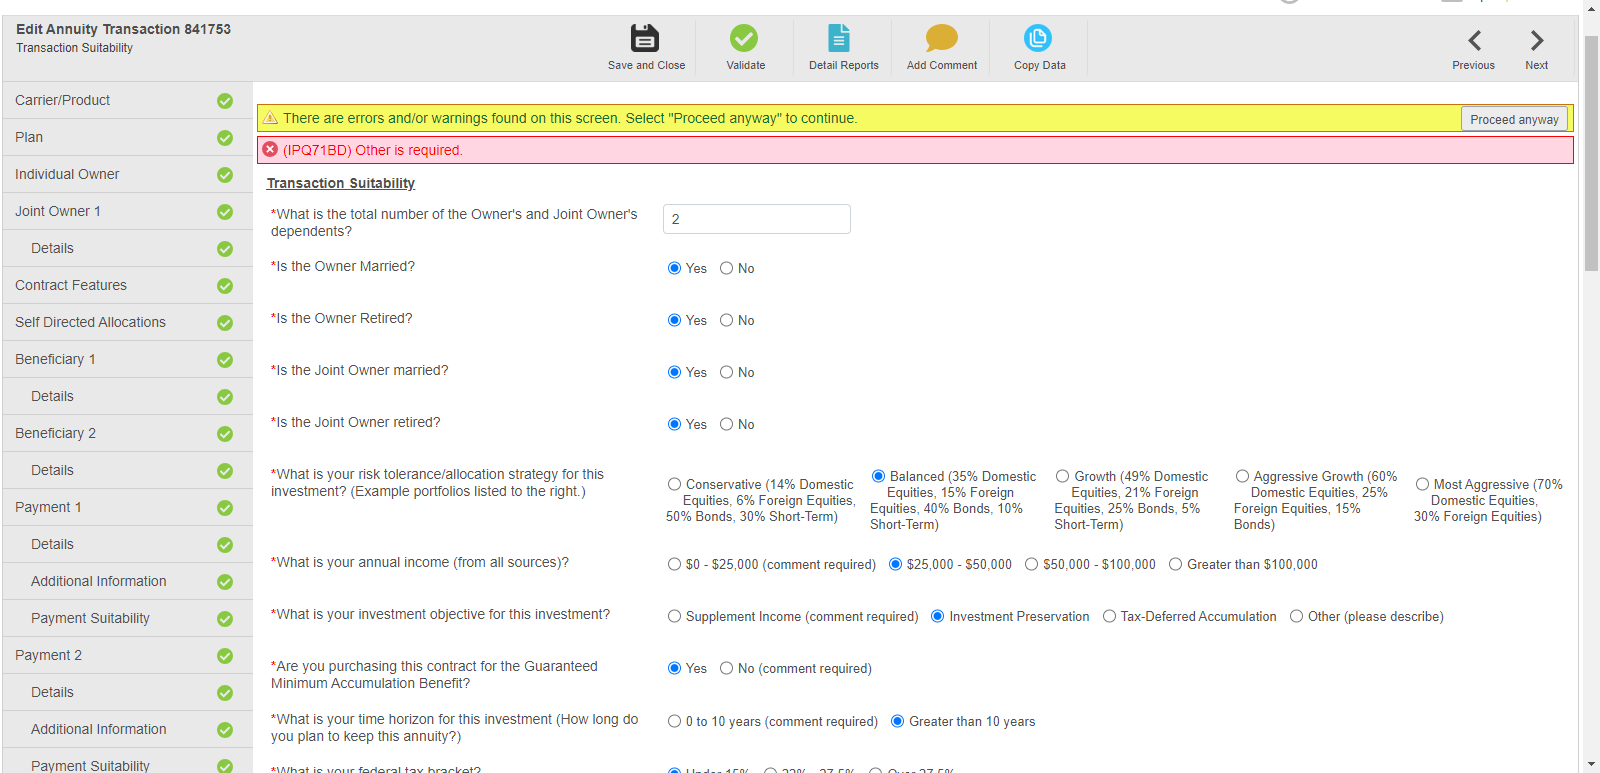 Edit Annuity Transaction 841753
Transaction Suitability
Save and Close
Validate
Detail Reports
Add Comment
Copy Data
Previous
Next
Carrier/Product
Plan
Individual Owner
Joint Owner 1
Details
Contract Features
Self Directed Allocations
Beneficiary 1
Details
Beneficiary 2
Details
Payment 1
Details
Additional Information
Payment Suitability
Payment 2
Details
Additional Information
Payment Suitability
There are errors and/or warnings found on this screen. Select "Proceed anyway" to continue.
Proceed anyway
(IPQ71BD) Other is required.
Transaction Suitability
*What is the total number of the Owner's and Joint Owner's
dependents?
2
*Is the Owner Married?
Yes No
*Is the Owner Retired?
Yes No
*Is the Joint Owner married?
Yes No
*Is the Joint Owner retired?
Yes No
*What is your risk tolerance/allocation strategy for this
investment? (Example portfolios listed to the right.)
Conservative (14% Domestic
Equities, 6% Foreign Equities,
50% Bonds, 30% Short-Term)
Balanced (35% Domestic
Equities, 15% Foreign
Equities, 40% Bonds, 10%
Short-Term)
Growth (49% Domestic
Equities, 21% Foreign
Equities, 25% Bonds, 5%
Short-Term)
Aggressive Growth (60%
Domestic Equities, 25%
Foreign Equities, 15%
Bonds)
Most Aggressive (70%
Domestic Equities,
30% Foreign Equities)
*What is your annual income (from all sources)?
$0 - $25,000 (comment required) $25,000 - $50,000 $50,000 - $100,000 Greater than $100,000
*What is your investment objective for this investment?
Supplement Income (comment required) Investment Preservation Tax-Deferred Accumulation Other (please describe)
*Are you purchasing this contract for the Guaranteed
Minimum Accumulation Benefit?
Yes No (comment required)
*What is your time horizon for this investment (How long do
you plan to keep this annuity?)
0 to 10 years (comment required) Greater than 10 years
*What is your federal tax bracket?
Under 15%